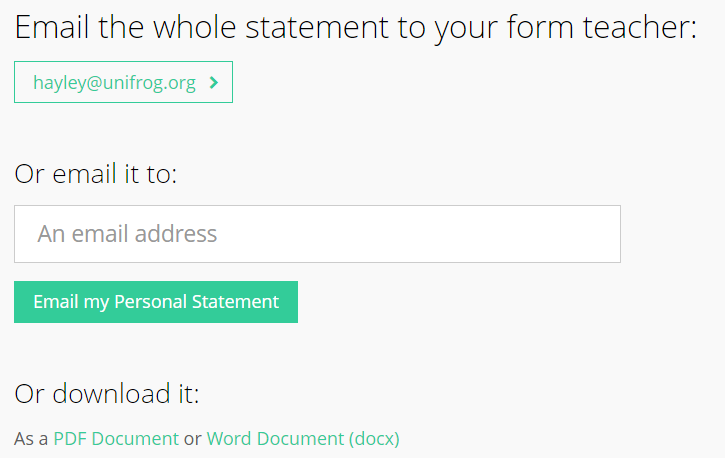 Email the whole statement to your form teacher:
hayley@unifrog.org
Or email it to:
An email address
Email my Personal Statement
Or download it:
As a PDF Document or Word Document (docx)